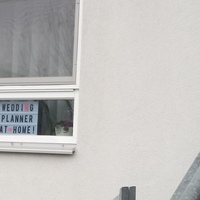 WEDDING
PLANNER
AT HOME!